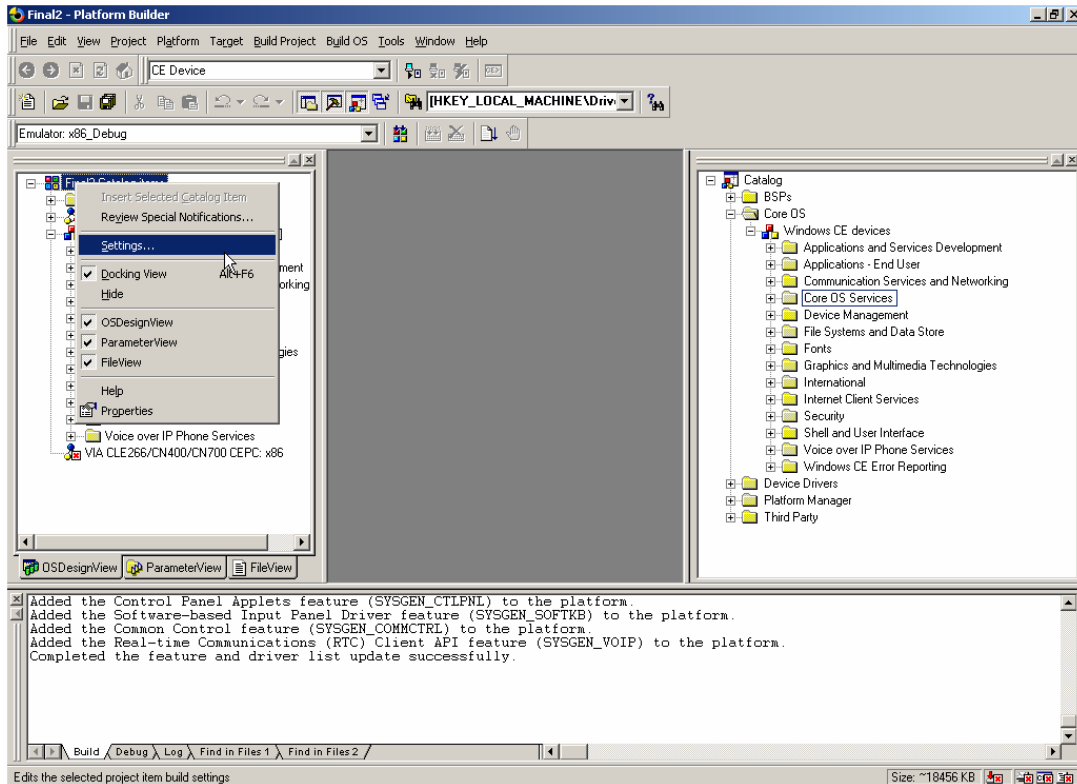 Final2 - Platform Builder
File Edit View Project Platform Target Build Project Build OS Tools Window Help
CE Device
[HKEY_LOCAL_MACHINE\Driv
Emulator: x86_Debug
Insert Selected Catalog Item
Review Special Notifications...
Settings...
Docking View Alt+F6
Hide
OSDesignView
ParameterView
FileView
Help
Properties
ment
orking
gies
Voice over IP Phone Services
VIA CLE266/CN400/CN700 CEPC: x86
OSDesignView ParameterView FileView
Catalog
BSPs
Core OS
Windows CE devices
Applications and Services Development
Applications - End User
Communication Services and Networking
Core OS Services
Device Management
File Systems and Data Store
Fonts
Graphics and Multimedia Technologies
International
Internet Client Services
Security
Shell and User Interface
Voice over IP Phone Services
Windows CE Error Reporting
Device Drivers
Platform Manager
Third Party
Added the Control Panel Applets feature (SYSGEN_CTLPNL) to the platform.
Added the Software-based Input Panel Driver feature (SYSGEN_SOFTKB) to the platform.
Added the Common Control feature (SYSGEN_COMMCTRL) to the platform.
Added the Real-time Communications (RTC) Client API feature (SYSGEN_VOIP) to the platform.
Completed the feature and driver list update successfully.
Build Debug Log Find in Files 1 Find in Files 2
Edits the selected project item build settings
Size: ~18456 KB